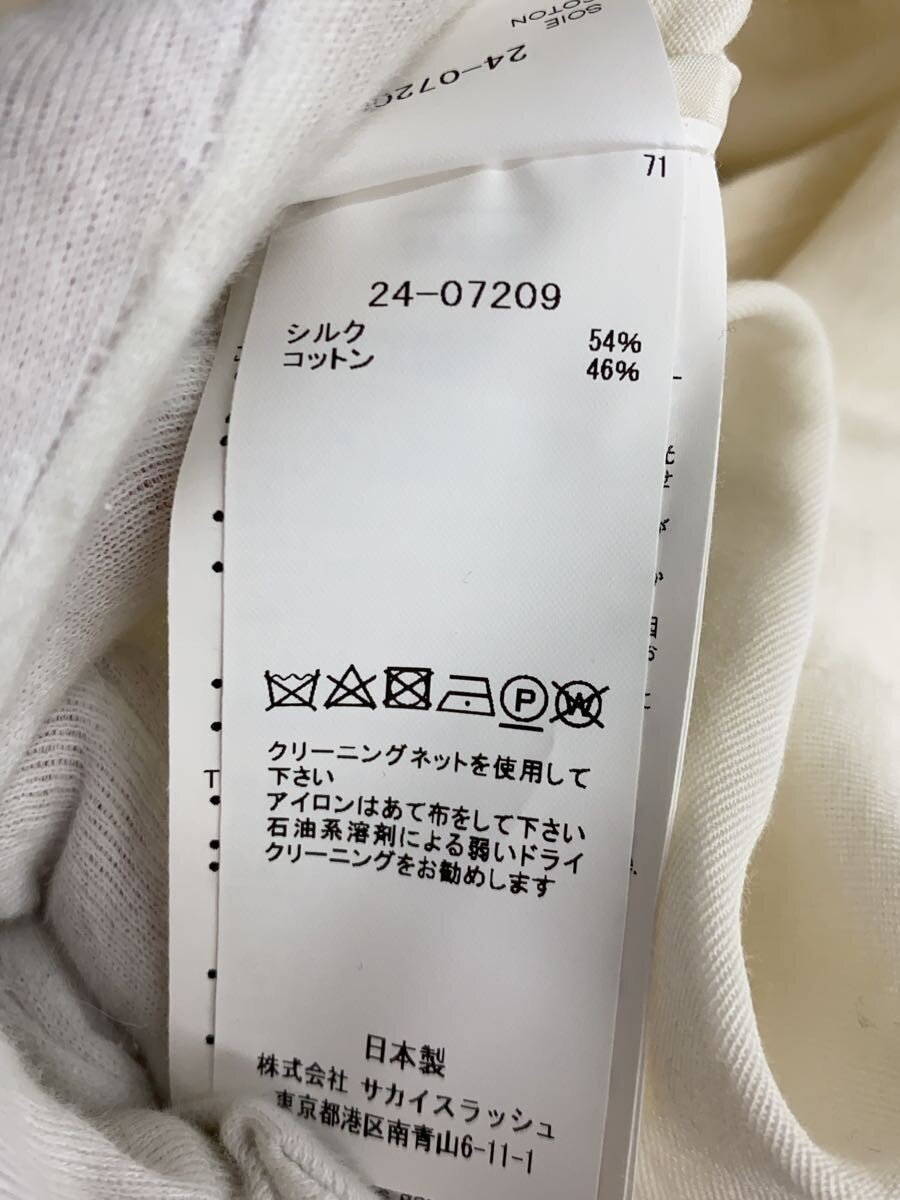 SOIE
COTON
24-0720
71
24-07209
シルク 54%
コットン 46%
P
W
クリーニングネットを使用して
下さい
アイロンはあて布をして下さい
石油系溶剤による弱いドライ
クリーニングをお勧めします
日本製
株式会社 サカイスラッシュ
東京都港区南青山6-11-1
T